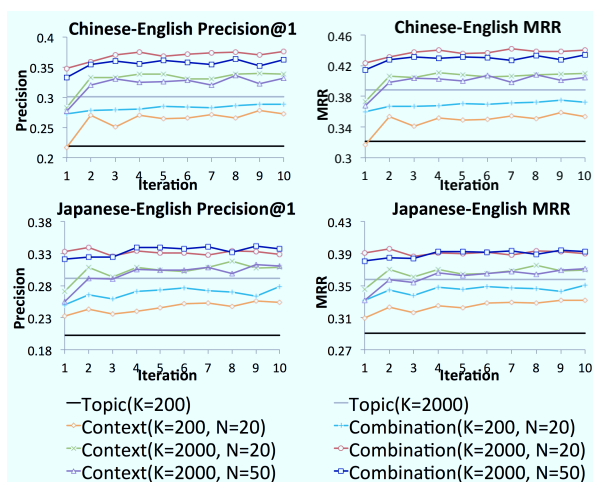 Chinese-English Precision@1
Chinese-English MRR
0.4
0.35
0.3
0.25
0.2
Precision
1 2 3 4 5 6 7 8 9 10
Iteration
0.46
0.42
0.38
0.34
0.3
MRR
1 2 3 4 5 6 7 8 9 10
Iteration
Japanese-English Precision@1
Japanese-English MRR
0.38
0.33
0.28
0.23
0.18
Precision
1 2 3 4 5 6 7 8 9 10
Iteration
0.43
0.39
0.35
0.31
0.27
MRR
1 2 3 4 5 6 7 8 9 10
Iteration
Topic(K=200)
Topic(K=2000)
Context(K=200, N=20)
Combination(K=200, N=20)
Context(K=2000, N=20)
Combination(K=2000, N=20)
Context(K=2000, N=50)
Combination(K=2000, N=50)